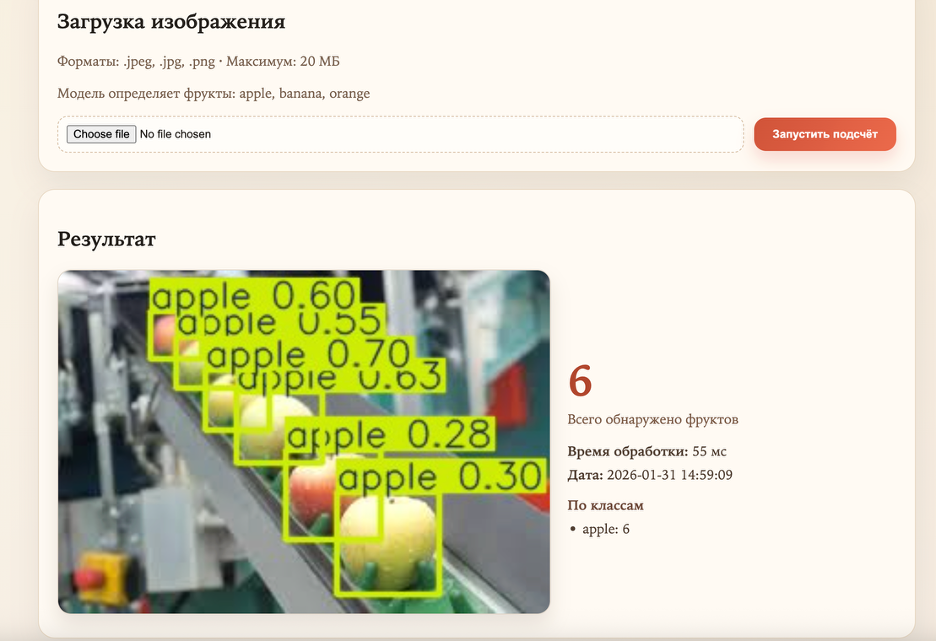 Загрузка изображения
Форматы: .jpeg, .jpg, .png · Максимум: 20 МБ
Модель определяет фрукты: apple, banana, orange
Choose file No file chosen
Запустить подсчёт
Результат
apple 0.60
apple 0.55
apple 0.70
apple 0.63
apple 0.28
apple 0.30
6
Всего обнаружено фруктов
Время обработки: 55 мс
Дата: 2026-01-31 14:59:09
По классам
• apple: 6